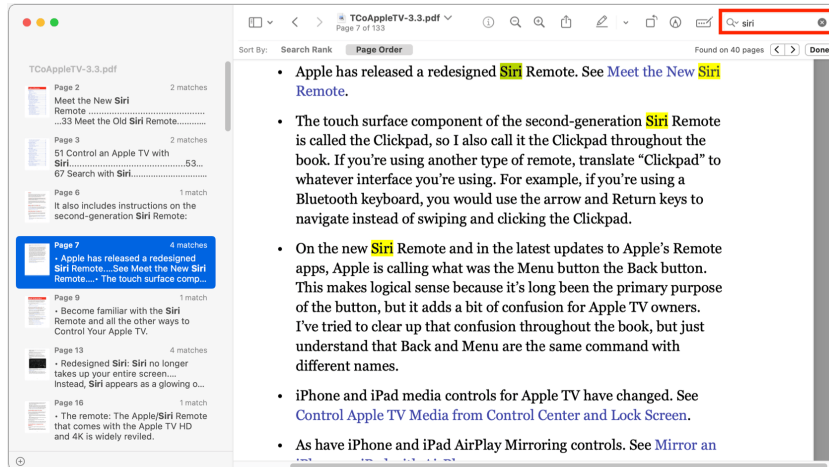 TCoAppleTV-3.3.pdf
Page 7 of 133
siri
Sort By: Search Rank Page Order
Found on 40 pages
Done
TCoAppleTV-3.3.pdf
Page 2 2 matches
Meet the New Siri
Remote ........................................
...33 Meet the Old Siri Remote...........
Page 3 2 matches
51 Control an Apple TV with
Siri.......................................53...
67 Search with Siri..........................
Page 6 1 match
It also includes instructions on the
second-generation Siri Remote:
Page 7 4 matches
• Apple has released a redesigned
Siri Remote....See Meet the New Siri
Remote....• The touch surface comp...
Page 9 1 match
• Become familiar with the Siri
Remote and all the other ways to
Control Your Apple TV.
Page 13 4 matches
• Redesigned Siri: Siri no longer
takes up your entire screen....
Instead, Siri appears as a glowing o...
Page 16 1 match
• The remote: The Apple/Siri Remote
that comes with the Apple TV HD
and 4K is widely reviled.
• Apple has released a redesigned Siri Remote. See Meet the New Siri
Remote.
• The touch surface component of the second-generation Siri Remote
is called the Clickpad, so I also call it the Clickpad throughout the
book. If you're using another type of remote, translate “Clickpad” to
whatever interface you're using. For example, if you're using a
Bluetooth keyboard, you would use the arrow and Return keys to
navigate instead of swiping and clicking the Clickpad.
• On the new Siri Remote and in the latest updates to Apple's Remote
apps, Apple is calling what was the Menu button the Back button.
This makes logical sense because it's long been the primary purpose
of the button, but it adds a bit of confusion for Apple TV owners.
I've tried to clear up that confusion throughout the book, but just
understand that Back and Menu are the same command with
different names.
• iPhone and iPad media controls for Apple TV have changed. See
Control Apple TV Media from Control Center and Lock Screen.
• As have iPhone and iPad AirPlay Mirroring controls. See Mirror an